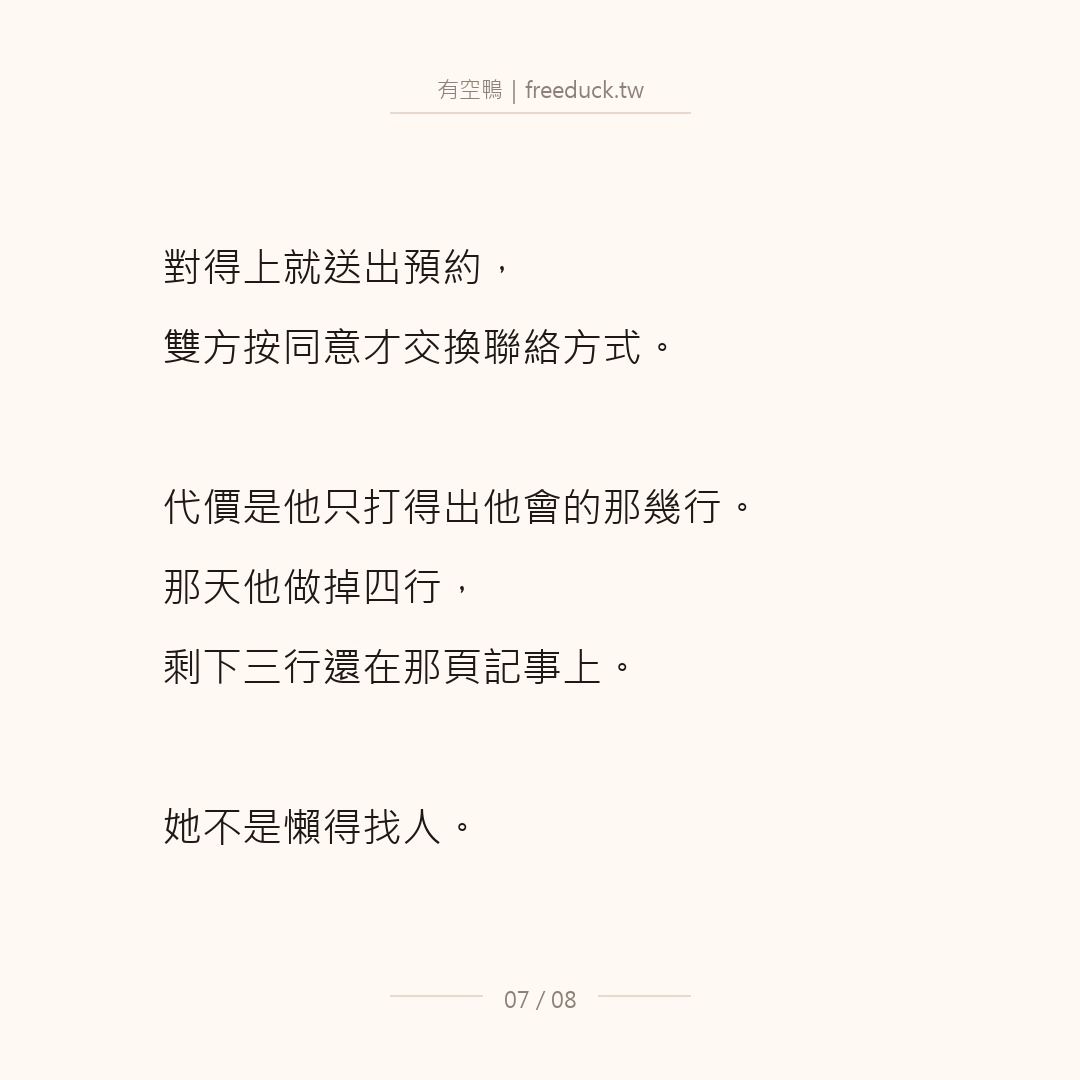 有空鴨｜freeduck.tw
對得上就送出預約，
雙方按同意才交換聯絡方式。
代價是他只打得出他會的那幾行。
那天他做掉四行，
剩下三行還在那頁記事上。
她不是懶得找人。
07 / 08